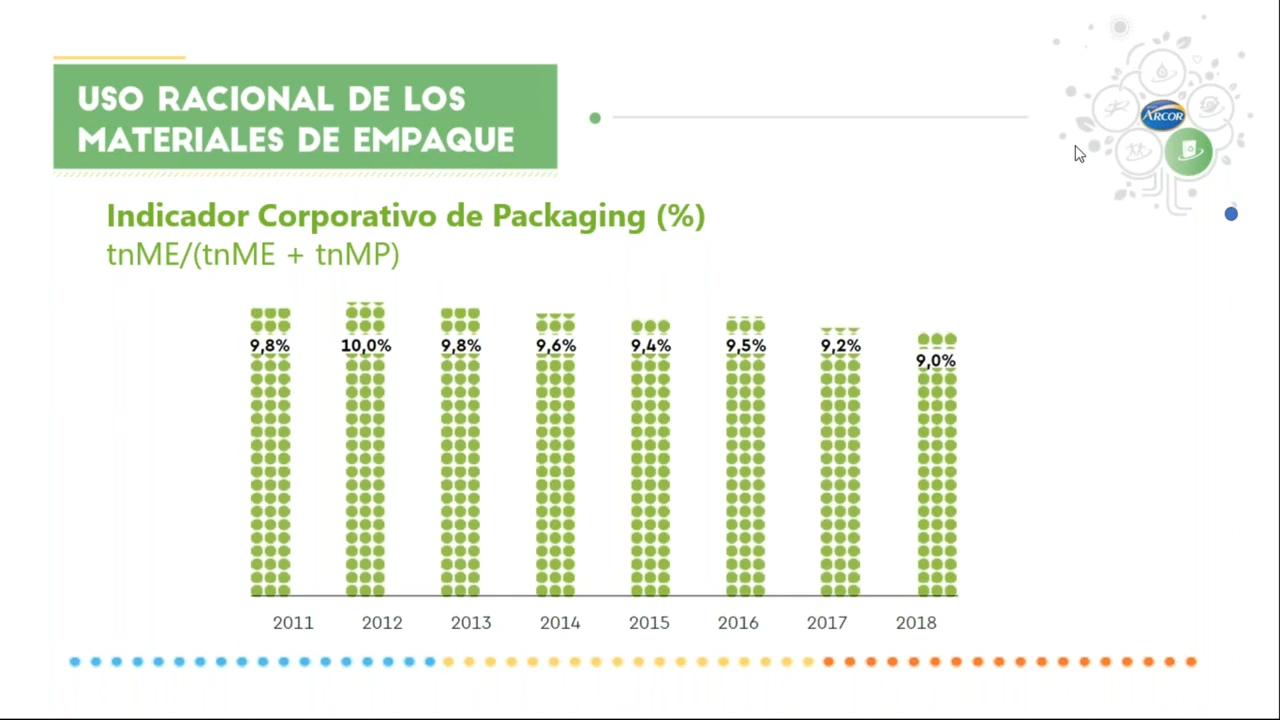 USO RACIONAL DE LOS
MATERIALES DE EMPAQUE
ARCOR
Indicador Corporativo de Packaging (%)
tnME/(tnME + tnMP)
9,8% 10,0% 9,8% 9,6% 9,4% 9,5% 9,2% 9,0%
2011 2012 2013 2014 2015 2016 2017 2018